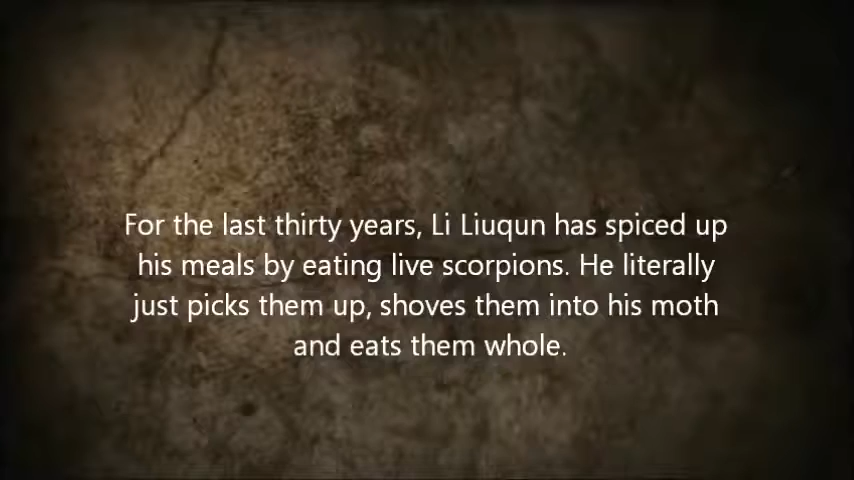 For the last thirty years, Li Liuqun has spiced up
his meals by eating live scorpions. He literally
just picks them up, shoves them into his moth
and eats them whole.